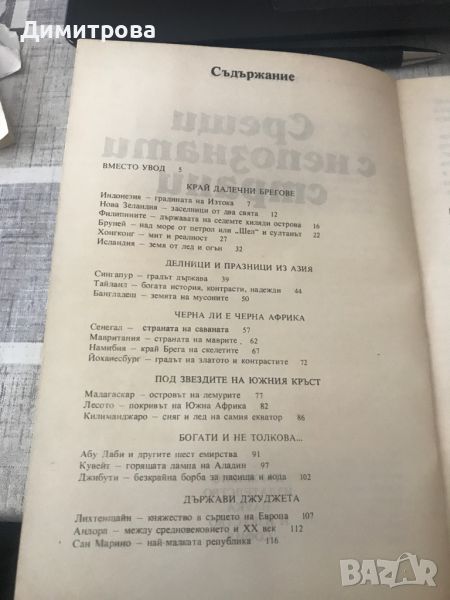 Димитрова
Съдържание
Срещи
с непознати
страни
ВМЕСТО УВОД 5
КРАЙ ДАЛЕЧНИ БРЕГОВЕ
Индонезия — градината на Изтока 7
Нова Зеландия — заселници от два свята 12
Филипините — държавата на седемте хиляди острова 16
Бруней — над море от петрол или „Шел" и султанът 22
Хонгконг — мит и реалност 27
Исландия — земя от лед и огън 32
ДЕЛНИЦИ И ПРАЗНИЦИ ИЗ АЗИЯ
Сингапур — градът държава 39
Тайланд — богата история, контрасти, надежди 44
Бангладеш — земята на мусоните 50
ЧЕРНА ЛИ Е ЧЕРНА АФРИКА
Сенегал — страната на саваната 57
Мавритания — страната на маврите 62
Намибия — край Брега на скелетите 67
Йоханесбург — градът на златото и контрастите 72
ПОД ЗВЕЗДИТЕ НА ЮЖНИЯ КРЪСТ
Мадагаскар — островът на лемурите 77
Лесото — покривът на Южна Африка 82
Килиманджаро — сняг и лед на самия екватор 86
БОГАТИ И НЕ ТОЛКОВА...
Абу Даби и другите шест емирства 91
Кувейт — горящата лампа на Аладин 97
Джибути — безкрайна борба за насища и вода 102
ДЪРЖАВИ ДЖУДЖЕТА
Лихтенщайн — княжество в сърцето на Европа 107
Андора — между средновековието и XX век 112
Сан Марино — най-малката република 116
BAZAR